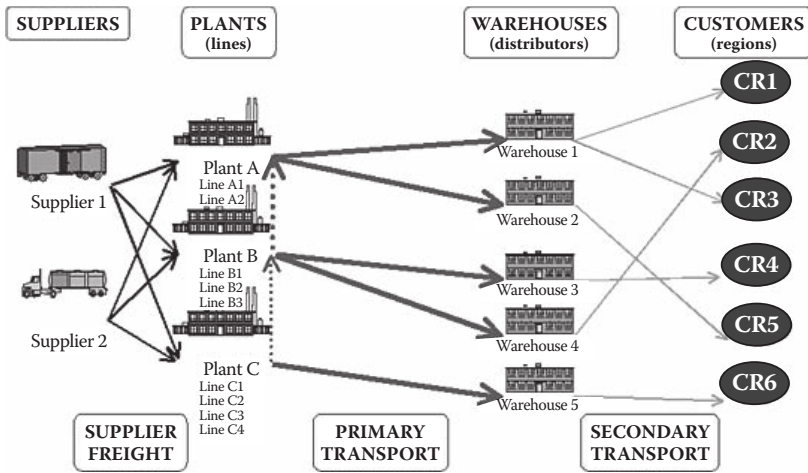 SUPPLIERS
PLANTS
(lines)
WAREHOUSES
(distributors)
CUSTOMERS
(regions)
Supplier 1
Supplier 2
Plant A
Line A1
Line A2
Plant B
Line B1
Line B2
Line B3
Plant C
Line C1
Line C2
Line C3
Line C4
Warehouse 1
Warehouse 2
Warehouse 3
Warehouse 4
Warehouse 5
CR1
CR2
CR3
CR4
CR5
CR6
SUPPLIER
FREIGHT
PRIMARY
TRANSPORT
SECONDARY
TRANSPORT